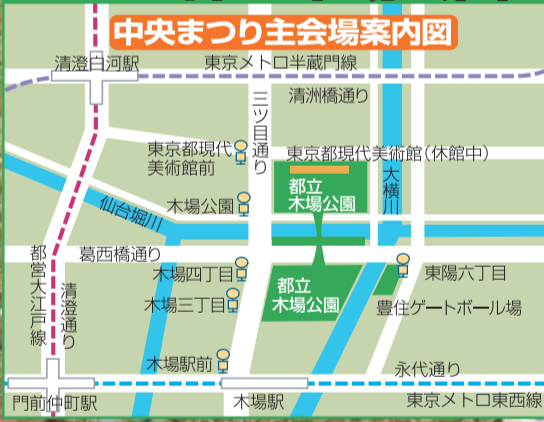 中央まつり主会場案内図
清澄白河駅
東京メトロ半蔵門線
清洲橋通り
三ツ目通り
東京都現代
美術館前
東京都現代美術館(休館中)
都立
木場公園
大横川
木場公園
仙台堀川
葛西橋通り
都営大江戸線
清澄通り
木場四丁目
木場三丁目
都立
木場公園
東陽六丁目
豊住ゲートボール場
木場駅前
永代通り
門前仲町駅
木場駅
東京メトロ東西線